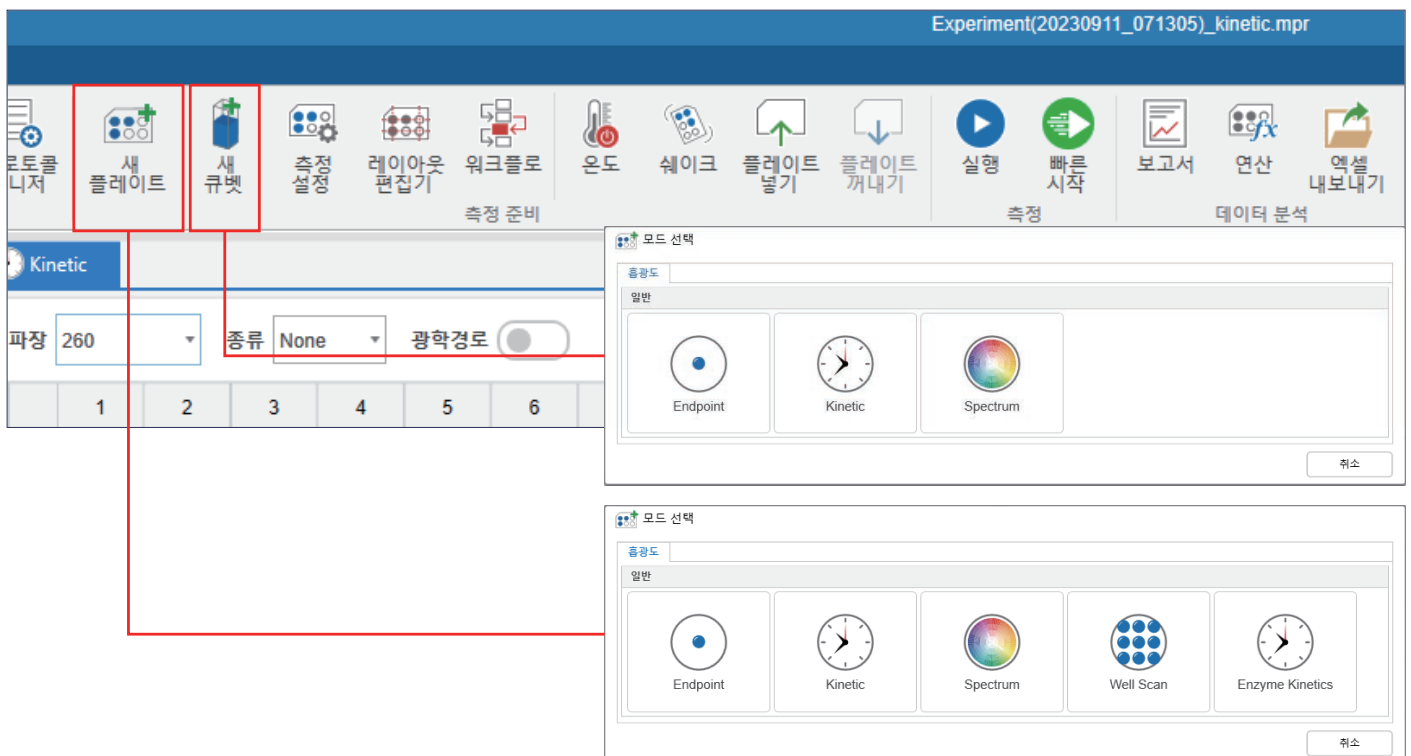 Experiment(20230911_071305)_kinetic.mpr
로토콜
니저
새
플레이트
새
큐벳
측정
설정
레이아웃
편집기
워크플로
온도
쉐이크
플레이트
넣기
플레이트
꺼내기
실행
빠른
시작
보고서
연산
엑셀
내보내기
측정 준비
측정
데이터 분석
Kinetic
파장 260 종류 None 광학경로
1 2 3 4 5 6
모드 선택
흡광도
일반
Endpoint Kinetic Spectrum
취소
모드 선택
흡광도
일반
Endpoint Kinetic Spectrum Well Scan Enzyme Kinetics
취소